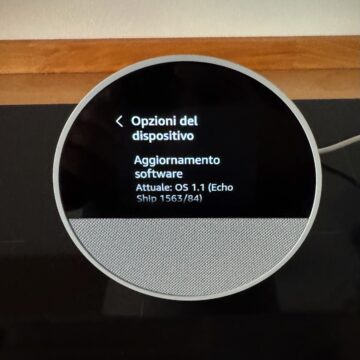 Opzioni del
dispositivo
Aggiornamento
software
Attuale: OS 1.1 (Echo
Ship 1563/84)